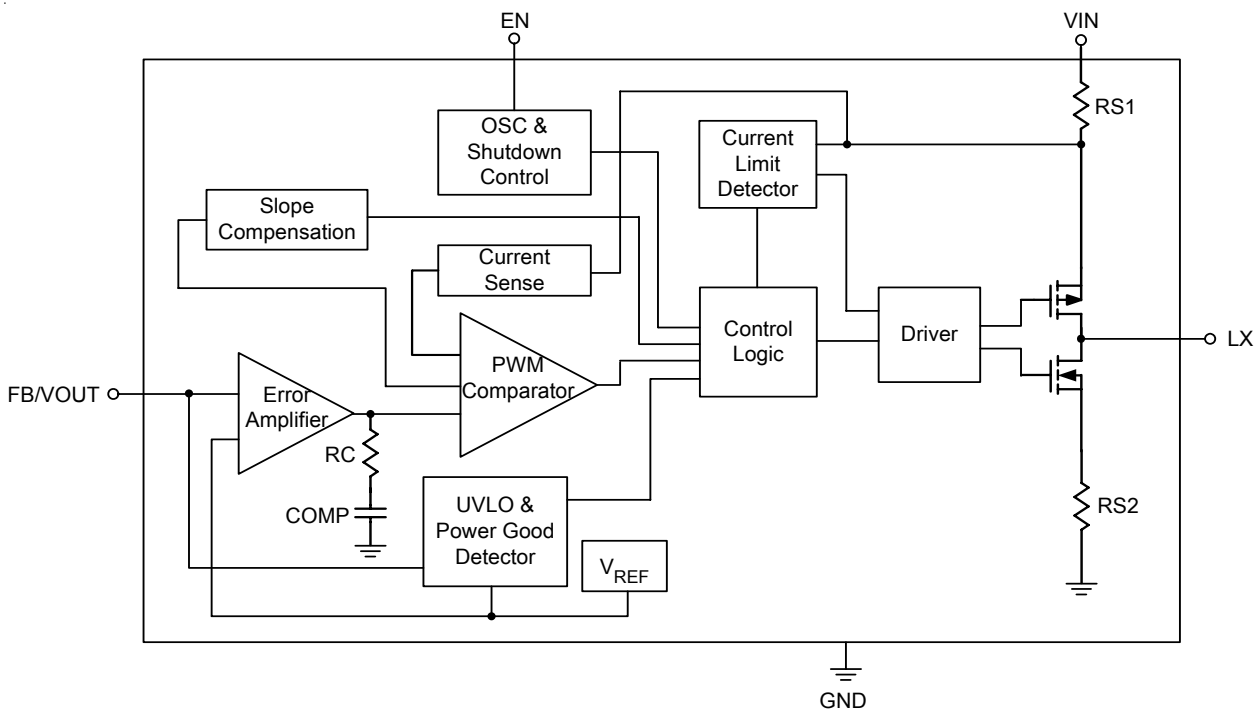 EN
VIN
RS1
OSC &
Shutdown
Control
Current
Limit
Detector
Slope
Compensation
Current
Sense
Control
Logic
Driver
LX
PWM
Comparator
FB/VOUT
Error
Amplifier
RC
COMP
UVLO &
Power Good
Detector
VREF
RS2
GND